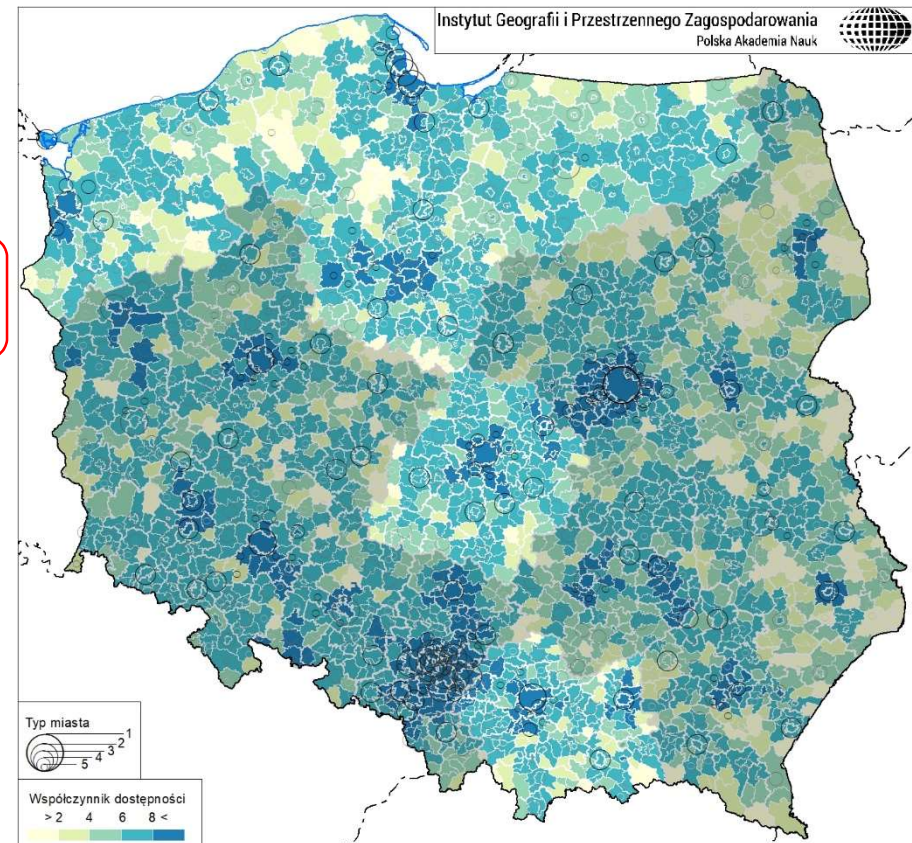 Instytut Geografii i Przestrzennego Zagospodarowania
Polska Akademia Nauk
Typ miasta
1
2
3
4
5
Współczynnik dostępności
> 2 4 6 8 <